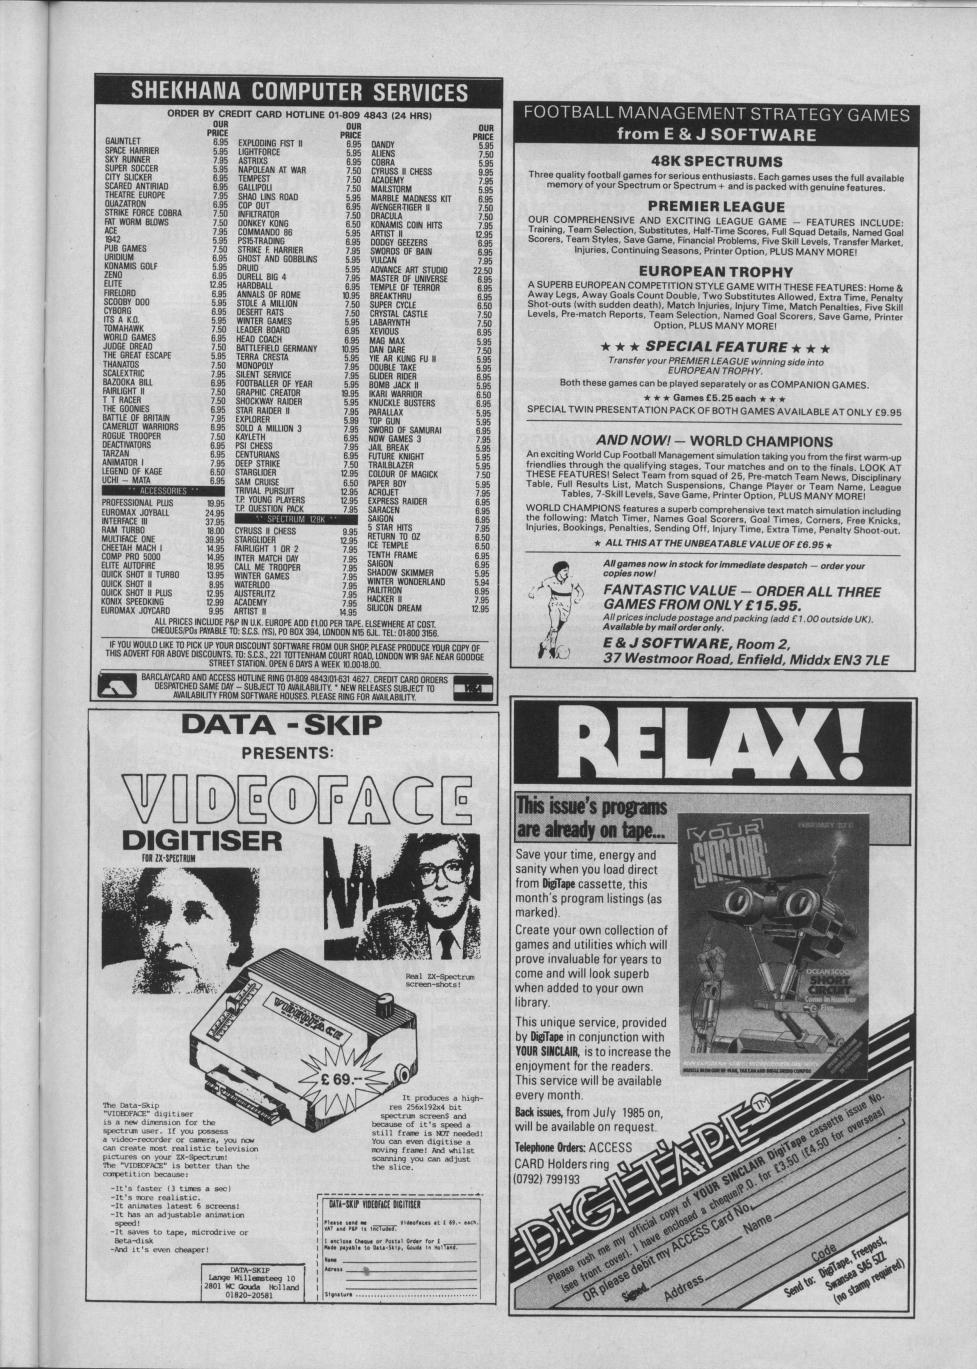 SHEKHANA COMPUTER SERVICES
ORDER BY CREDIT CARD HOTLINE 01-809 4843 (24 HRS)
OUR
PRICE
GAUNTLET 6.95
SPACE HARRIER 5.95
SKY RUNNER 7.95
SUPER SOCCER 5.95
CITY SLICKER 6.95
SCARED ANTIRIAD 6.95
THEATRE EUROPE 7.95
QUAZATRON 6.95
STRIKE FORCE COBRA 7.50
FAT WORM BLOWS 7.50
ACE 7.95
1942 5.95
PUB GAMES 7.50
URIDIUM 6.95
KONAMIS GOLF 5.95
ZENO 6.95
ELITE 12.95
FIRELORD 6.95
SCOOBY DOO 5.95
CYBORG 6.95
ITS A K.O. 5.95
TOMAHAWK 7.50
WORLD GAMES 6.95
JUDGE DREAD 7.50
THE GREAT ESCAPE 5.95
THANATOS 7.50
SCALEXTRIC 7.95
BAZOOKA BILL 6.95
FAIRLIGHT II 7.50
T T RACER 7.50
THE GOONIES 6.95
BATTLE OF BRITAIN 7.95
CAMERLOT WARRIORS 6.95
ROGUE TROOPER 7.50
DEACTIVATORS 6.95
TARZAN 6.95
ANIMATOR I 7.95
LEGEND OF KAGE 6.50
UCHI – MATA 6.95
** ACCESSORIES **
PROFESSIONAL PLUS 19.95
EUROMAX JOYBALL 24.95
INTERFACE III 37.95
RAM TURBO 18.00
MULTIFACE ONE 39.95
CHEETAH MACH I 14.95
COMP PRO 5000 14.95
ELITE AUTOFIRE 18.95
QUICK SHOT II TURBO 13.95
QUICK SHOT II 8.95
QUICK SHOT II PLUS 12.95
KONIX SPEEDKING 12.99
EUROMAX JOYCARD 9.95
OUR
PRICE
EXPLODING FIST II 6.95
LIGHTFORCE 5.95
ASTRIXS 6.95
NAPOLEAN AT WAR 7.50
TEMPEST 7.50
GALLIPOLI 7.50
SHAO LINS ROAD 5.95
COP OUT 6.95
INFILTRATOR 7.50
DONKEY KONG 6.50
COMMANDO 86 5.95
PSI5-TRADING 6.95
STRIKE F. HARRIER 7.95
GHOST AND GOBBLINS 5.95
DRUID 5.95
DURELL BIG 4 7.95
HARDBALL 6.95
ANNALS OF ROME 10.95
STOLE A MILLION 7.50
DESERT RATS 7.50
WINTER GAMES 5.95
LEADER BOARD 6.95
HEAD COACH 6.95
BATTLEFIELD GERMANY 10.95
TERRA CRESTA 5.95
MONOPOLY 7.95
SILENT SERVICE 7.95
FOOTBALLER OF YEAR 5.95
GRAPHIC CREATOR 19.95
SHOCKWAY RAIDER 5.95
STAR RAIDER II 7.95
EXPLORER 5.99
SOLD A MILLION 3 7.95
KAYLETH 6.95
PSI CHESS 7.95
CENTURIANS 6.95
DEEP STRIKE 7.50
STARGLIDER 12.95
SAM CRUISE 6.50
TRIVIAL PURSUIT 12.95
T.P. YOUNG PLAYERS 12.95
T.P. QUESTION PACK 7.95
** SPECTRUM 128K **
CYRUSS II CHESS 9.95
STARGLIDER 12.95
FAIRLIGHT 1 OR 2 7.95
INTER MATCH DAY 7.95
CALL ME TROOPER 7.95
WINTER GAMES 7.95
WATERLOO 7.95
AUSTERLITZ 7.95
ACADEMY 7.95
ARTIST II 14.95
OUR
PRICE
DANDY 5.95
ALIENS 7.50
COBRA 5.95
CYRUSS II CHESS 9.95
ACADEMY 7.95
MAILSTORM 5.95
MARBLE MADNESS KIT 6.95
AVENGER-TIGER II 7.50
DRACULA 7.50
KONAMIS COIN HITS 7.95
ARTIST II 12.95
DODGY GEEZERS 6.95
SWORDS OF BAIN 6.95
VULCAN 7.95
ADVANCE ART STUDIO 22.50
MASTER OF UNIVERSE 6.95
TEMPLE OF TERROR 6.95
BREAKTHRU 6.95
SUPER CYCLE 6.50
CRYSTAL CASTLE 7.50
LABARYNTH 7.50
XEVIOUS 6.95
MAG MAX 5.95
DAN DARE 7.50
YIE AR KUNG FU II 5.95
DOUBLE TAKE 5.95
GLIDER RIDER 6.95
BOMB JACK II 5.95
IKARI WARRIOR 6.50
KNUCKLE BUSTERS 6.95
PARALLAX 5.95
TOP GUN 5.95
SWORD OF SAMURAI 6.95
NOW GAMES 3 7.95
JAIL BREAK 5.95
FUTURE KNIGHT 5.95
TRAILBLAZER 5.95
COLOUR OF MAGICK 7.50
PAPER BOY 5.95
ACROJET 7.95
EXPRESS RAIDER 6.95
SARACEN 6.95
SAIGON 6.95
5 STAR HITS 7.95
RETURN TO OZ 6.50
ICE TEMPLE 6.50
TENTH FRAME 6.95
SAIGON 6.95
SHADOW SKIMMER 5.95
WINTER WONDERLAND 5.94
PAILITRON 6.95
HACKER II 7.95
SILICON DREAM 12.95
ALL PRICES INCLUDE P&P IN U.K. EUROPE ADD £1.00 PER TAPE. ELSEWHERE AT COST.
CHEQUES/POs PAYABLE TO: S.C.S. (YS), PO BOX 394, LONDON N15 6JL. TEL: 01-800 3156.
IF YOU WOULD LIKE TO PICK UP YOUR DISCOUNT SOFTWARE FROM OUR SHOP, PLEASE PRODUCE YOUR COPY OF
THIS ADVERT FOR ABOVE DISCOUNTS. TO: S.C.S., 221 TOTTENHAM COURT ROAD, LONDON W1R 9AF NEAR GOODGE
STREET STATION. OPEN 6 DAYS A WEEK 10.00-18.00.
BARCLAYCARD AND ACCESS HOTLINE RING 01-809 4843/01-631 4627. CREDIT CARD ORDERS
DESPATCHED SAME DAY – SUBJECT TO AVAILABILITY. * NEW RELEASES SUBJECT TO
AVAILABILITY FROM SOFTWARE HOUSES. PLEASE RING FOR AVAILABILITY.
VISA
FOOTBALL MANAGEMENT STRATEGY GAMES
from E & J SOFTWARE
48K SPECTRUMS
Three quality football games for serious enthusiasts. Each games uses the full available
memory of your Spectrum or Spectrum + and is packed with genuine features.
PREMIER LEAGUE
OUR COMPREHENSIVE AND EXCITING LEAGUE GAME — FEATURES INCLUDE:
Training, Team Selection, Substitutes, Half-Time Scores, Full Squad Details, Named Goal
Scorers, Team Styles, Save Game, Financial Problems, Five Skill Levels, Transfer Market,
Injuries, Continuing Seasons, Printer Option, PLUS MANY MORE!
EUROPEAN TROPHY
A SUPERB EUROPEAN COMPETITION STYLE GAME WITH THESE FEATURES: Home &
Away Legs, Away Goals Count Double, Two Substitutes Allowed, Extra Time, Penalty
Shot-outs (with sudden death), Match Injuries, Injury Time, Match Penalties, Five Skill
Levels, Pre-match Reports, Team Selection, Named Goal Scorers, Save Game, Printer
Option, PLUS MANY MORE!
★ ★ ★ SPECIAL FEATURE ★ ★ ★
Transfer your PREMIER LEAGUE winning side into
EUROPEAN TROPHY.
Both these games can be played separately or as COMPANION GAMES.
★ ★ ★ Games £5.25 each ★ ★ ★
SPECIAL TWIN PRESENTATION PACK OF BOTH GAMES AVAILABLE AT ONLY £9.95
AND NOW! — WORLD CHAMPIONS
An exciting World Cup Football Management simulation taking you from the first warm-up
friendlies through the qualifying stages, Tour matches and on to the finals. LOOK AT
THESE FEATURES! Select Team from squad of 25, Pre-match Team News, Disciplinary
Table, Full Results List, Match Suspensions, Change Player or Team Name, League
Tables, 7-Skill Levels, Save Game, Printer Option, PLUS MANY MORE!
WORLD CHAMPIONS features a superb comprehensive text match simulation including
the following: Match Timer, Names Goal Scorers, Goal Times, Corners, Free Knicks,
Injuries, Bookings, Penalties, Sending Off, Injury Time, Extra Time, Penalty Shoot-out.
★ ALL THIS AT THE UNBEATABLE VALUE OF £6.95 ★
All games now in stock for immediate despatch — order your
copies now!
FANTASTIC VALUE — ORDER ALL THREE
GAMES FROM ONLY £15.95.
All prices include postage and packing (add £1.00 outside UK).
Available by mail order only.
E & J SOFTWARE, Room 2,
37 Westmoor Road, Enfield, Middx EN3 7LE
DATA - SKIP
PRESENTS:
VIDEOFACE
DIGITISER
FOR ZX-SPECTRUM
Real ZX-Spectrum
screen-shots!
VIDEOFACE
£ 69.--
The Data-Skip
"VIDEOFACE" digitiser
is a new dimension for the
spectrum user. If you possess
a video-recorder or camera, you now
can create most realistic television
pictures on your ZX-Spectrum!
The "VIDEOFACE" is better than the
competition because:
-It's faster (3 times a sec)
-It's more realistic.
-It animates latest 6 screens!
-It has an adjustable animation
speed!
-It saves to tape, microdrive or
Beta-disk
-And it's even cheaper!
It produces a high-
res 256x192x4 bit
spectrum screen$ and
because of it's speed a
still frame is NOT needed!
You can even digitise a
moving frame! And whilst
scanning you can adjust
the slice.
DATA-SKIP
Lange Willemsteeg 10
2801 WC Gouda Holland
01820-20581
DATA-SKIP VIDEOFACE DIGITISER
Please send me Videofaces at £ 69.- each.
VAT and P&P is included.
I enclose Cheque or Postal Order for £
Made payable to Data-Skip, Gouda in Holland.
Name
Adress
Signature
RELAX!
This issue's programs
are already on tape...
Save your time, energy and
sanity when you load direct
from DigiTape cassette, this
month's program listings (as
marked).
Create your own collection of
games and utilities which will
prove invaluable for years to
come and will look superb
when added to your own
library.
This unique service, provided
by DigiTape in conjunction with
YOUR SINCLAIR, is to increase the
enjoyment for the readers.
This service will be available
every month.
Back issues, from July 1985 on,
will be available on request.
Telephone Orders: ACCESS
CARD Holders ring
(0792) 799193
YOUR
SINCLAIR
SHORT
CIRCUIT
DIGITAPE TM
Please rush me my official copy of YOUR SINCLAIR DigiTape cassette issue No.
(see front cover). I have enclosed a cheque/P.O. for £3.50 (£4.50 for overseas)
OR please debit my ACCESS Card No.
Signed
Name
Address
Code
Send to: DigiTape, Freepost,
Swansea SA5 5ZZ
(no stamp required)